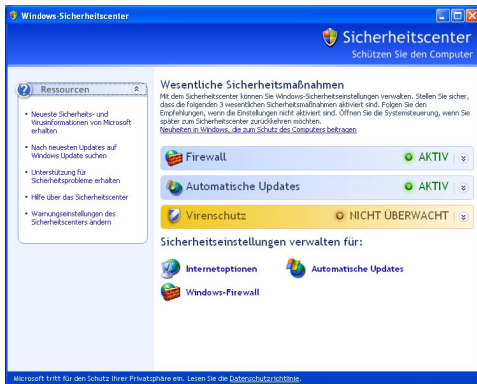 Windows-Sicherheitscenter
Sicherheitscenter
Schützen Sie den Computer
Ressourcen
Neueste Sicherheits- und
Virusinformationen von Microsoft
erhalten
Nach neuesten Updates auf
Windows Update suchen
Unterstützung für
Sicherheitsprobleme erhalten
Hilfe über das Sicherheitscenter
Warnungseinstellungen des
Sicherheitscenters ändern
Wesentliche Sicherheitsmaßnahmen
Mit dem Sicherheitscenter können Sie Windows-Sicherheitseinstellungen verwalten. Stellen Sie sicher,
dass die folgenden 3 wesentlichen Sicherheitsmaßnahmen aktiviert sind. Folgen Sie den
Empfehlungen, wenn die Einstellungen nicht aktiviert sind. Öffnen Sie die Systemsteuerung, wenn Sie
später zum Sicherheitscenter zurückkehren möchten.
Neuheiten in Windows, die zum Schutz des Computers beitragen
Firewall AKTIV
Automatische Updates AKTIV
Virenschutz NICHT ÜBERWACHT
Sicherheitseinstellungen verwalten für:
Internetoptionen Automatische Updates
Windows-Firewall
Microsoft tritt für den Schutz Ihrer Privatsphäre ein. Lesen Sie die Datenschutzrichtlinie.